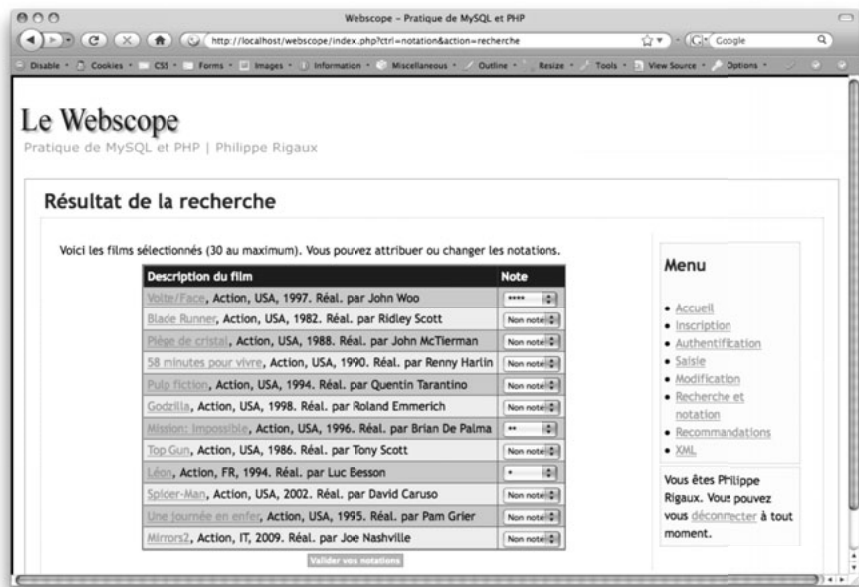 Webscope – Pratique de MySQL et PHP
http://localhost/webscope/index.php?ctrl=notation&action=recherche
Google
Disable Cookies CSS Forms Images Information Miscellaneous Outline Resize Tools View Source Options
Le Webscope
Pratique de MySQL et PHP | Philippe Rigaux
Résultat de la recherche
Voici les films sélectionnés (30 au maximum). Vous pouvez attribuer ou changer les notations.
Description du film Note
Volte/Face, Action, USA, 1997. Réal. par John Woo ****
Blade Runner, Action, USA, 1982. Réal. par Ridley Scott Non noté
Piège de cristal, Action, USA, 1988. Réal. par John McTierman Non noté
58 minutes pour vivre, Action, USA, 1990. Réal. par Renny Harlin Non noté
Pulp fiction, Action, USA, 1994. Réal. par Quentin Tarantino Non noté
Godzilla, Action, USA, 1998. Réal. par Roland Emmerich Non noté
Mission: Impossible, Action, USA, 1996. Réal. par Brian De Palma **
Top Gun, Action, USA, 1986. Réal. par Tony Scott Non noté
Léon, Action, FR, 1994. Réal. par Luc Besson *
Spicer-Man, Action, USA, 2002. Réal. par David Caruso Non noté
Une journée en enfer, Action, USA, 1995. Réal. par Pam Grier Non noté
Mirrors2, Action, IT, 2009. Réal. par Joe Nashville Non noté
Valider vos notations
Menu
Accueil
Inscription
Authentification
Saisie
Modification
Recherche et
notation
Recommandations
XML
Vous êtes Philippe
Rigaux. Vous pouvez
vous déconnecter à tout
moment.